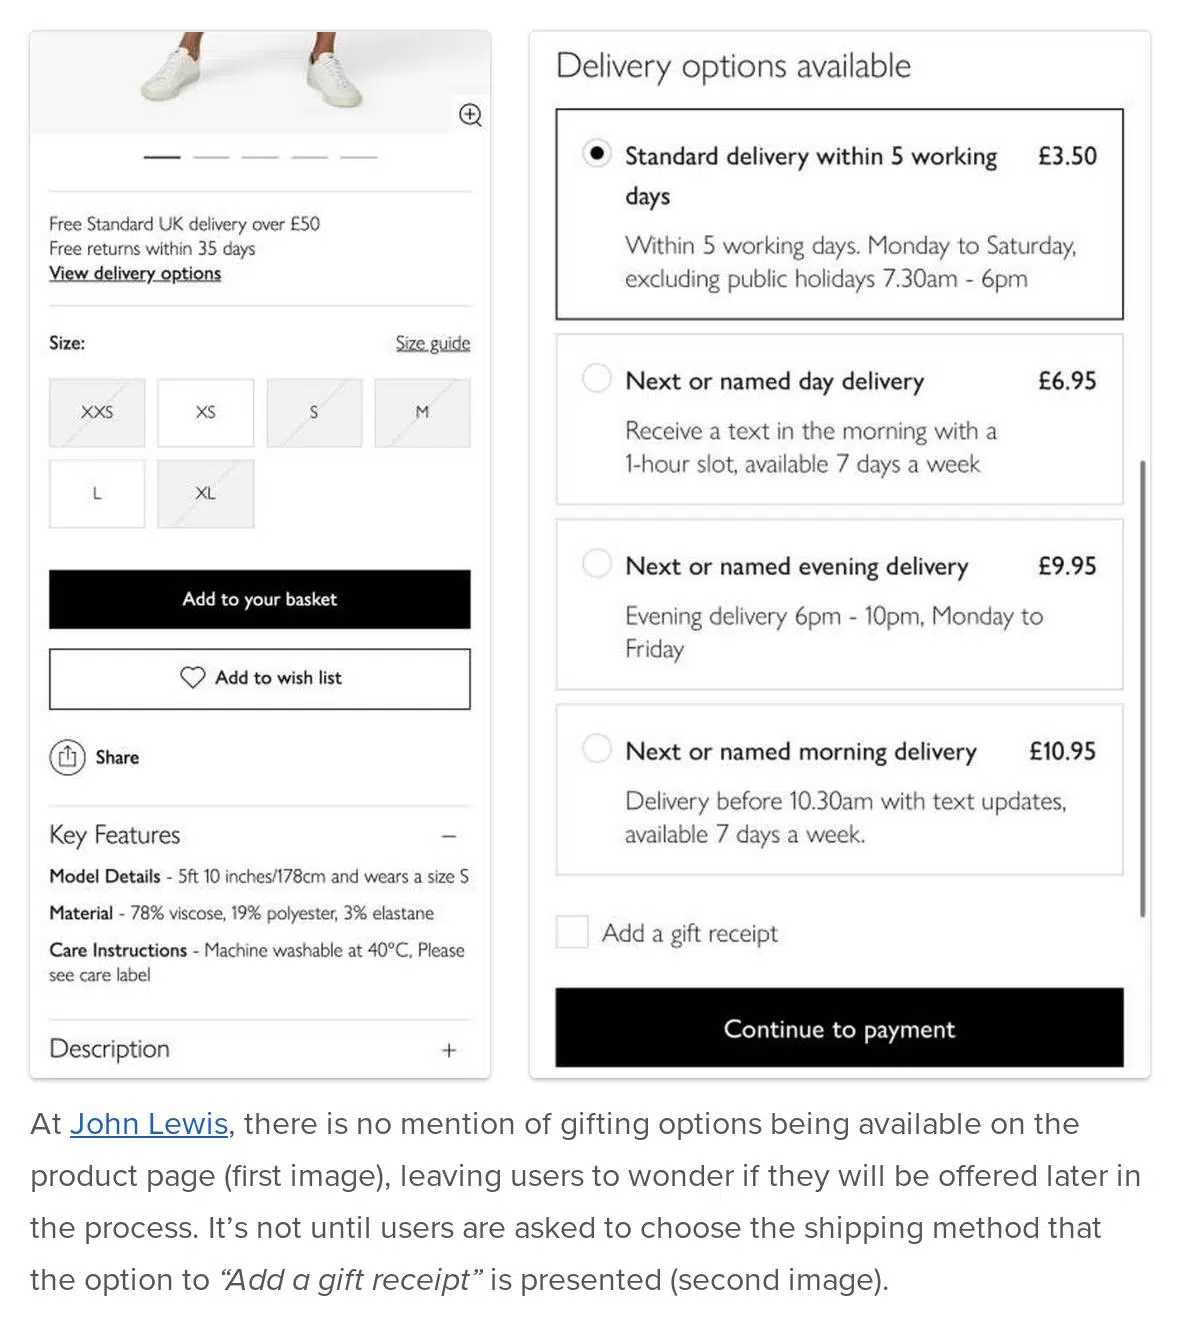 Free Standard UK delivery over £50
Free returns within 35 days
View delivery options
Size:
Size guide
XXS
XS
S
M
L
XL
Add to your basket
Add to wish list
Share
Key Features
Model Details - 5ft 10 inches/178cm and wears a size S
Material - 78% viscose, 19% polyester, 3% elastane
Care Instructions - Machine washable at 40°C, Please
see care label
Description
Delivery options available
Standard delivery within 5 working
days
£3.50
Within 5 working days. Monday to Saturday,
excluding public holidays 7.30am - 6pm
Next or named day delivery
£6.95
Receive a text in the morning with a
1-hour slot, available 7 days a week
Next or named evening delivery
£9.95
Evening delivery 6pm - 10pm, Monday to
Friday
Next or named morning delivery
£10.95
Delivery before 10.30am with text updates,
available 7 days a week.
Add a gift receipt
Continue to payment
At John Lewis, there is no mention of gifting options being available on the
product page (first image), leaving users to wonder if they will be offered later in
the process. It’s not until users are asked to choose the shipping method that
the option to “Add a gift receipt” is presented (second image).